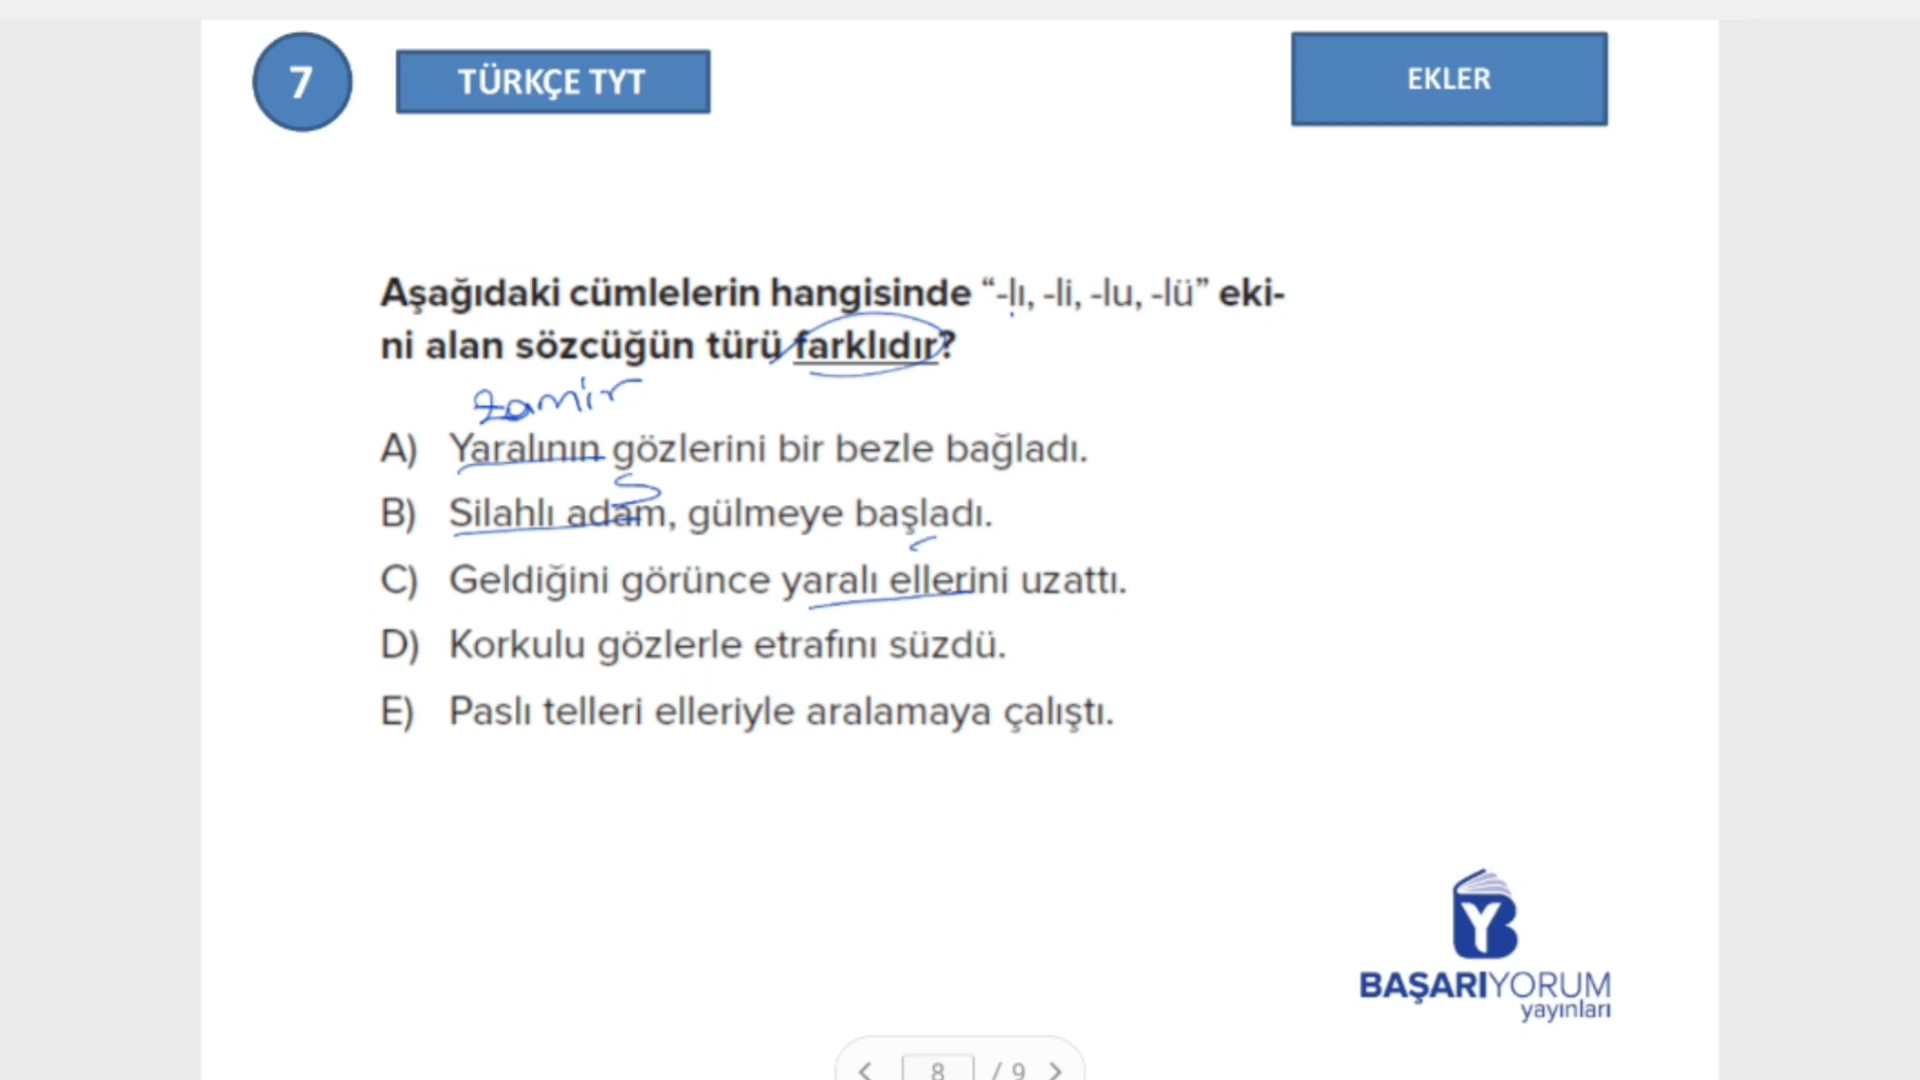 7
TÜRKÇE TYT
EKLER
Aşağıdaki cümlelerin hangisinde “-lı, -li, -lu, -lü” eki-
ni alan sözcüğün türü farklıdır?
zamir
A) Yaralının gözlerini bir bezle bağladı.
B) Silahlı adam, gülmeye başladı.
C) Geldiğini görünce yaralı ellerini uzattı.
D) Korkulu gözlerle etrafını süzdü.
E) Paslı telleri elleriyle aralamaya çalıştı.
BAŞARIYORUM
yayınları
8 / 9